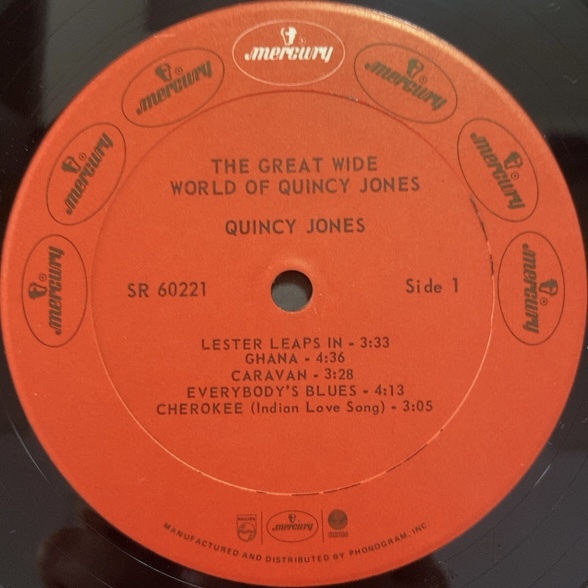 mercury
mercury
mercury
mercury
mercury
mercury
mercury
THE GREAT WIDE
WORLD OF QUINCY JONES
QUINCY JONES
SR 60221
Side 1
LESTER LEAPS IN - 3:33
GHANA - 4:36
CARAVAN - 3:28
EVERYBODY'S BLUES - 4:13
CHEROKEE (Indian Love Song) - 3:05
PHILIPS
mercury
MANUFACTURED AND DISTRIBUTED BY PHONOGRAM, INC.